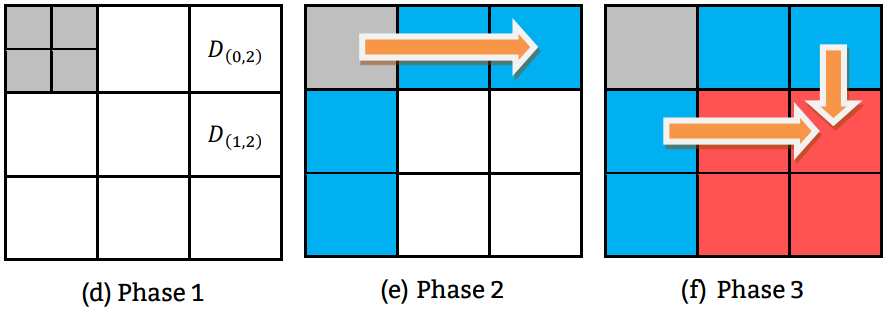 D(0,2)
D(1,2)
(d) Phase 1
(e) Phase 2
(f) Phase 3